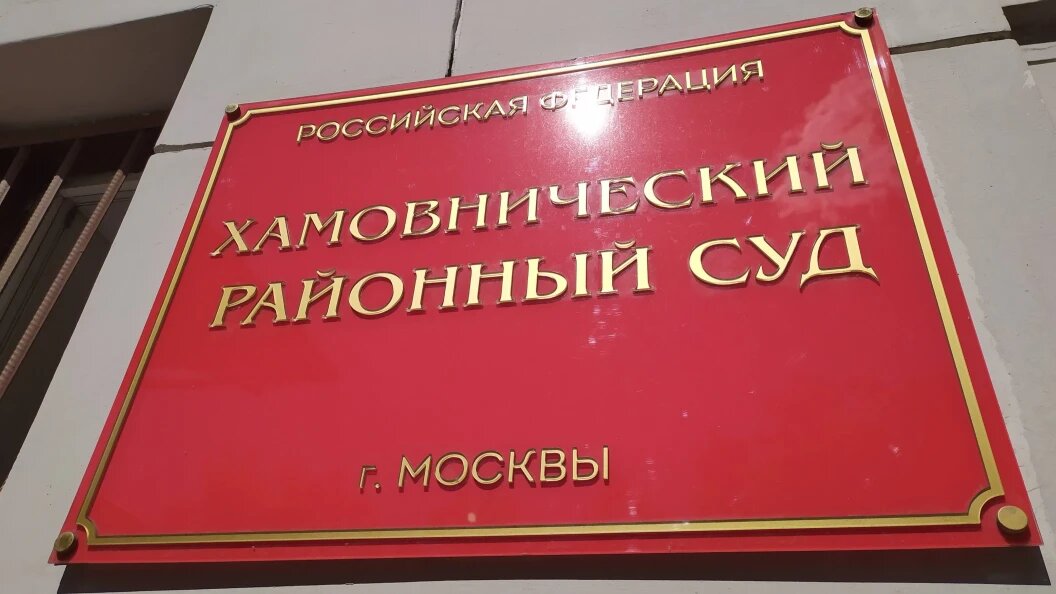 РОССИЙСКАЯ ФЕДЕРАЦИЯ
ХАМОВНИЧЕСКИЙ
РАЙОННЫЙ СУД
г. МОСКВЫ